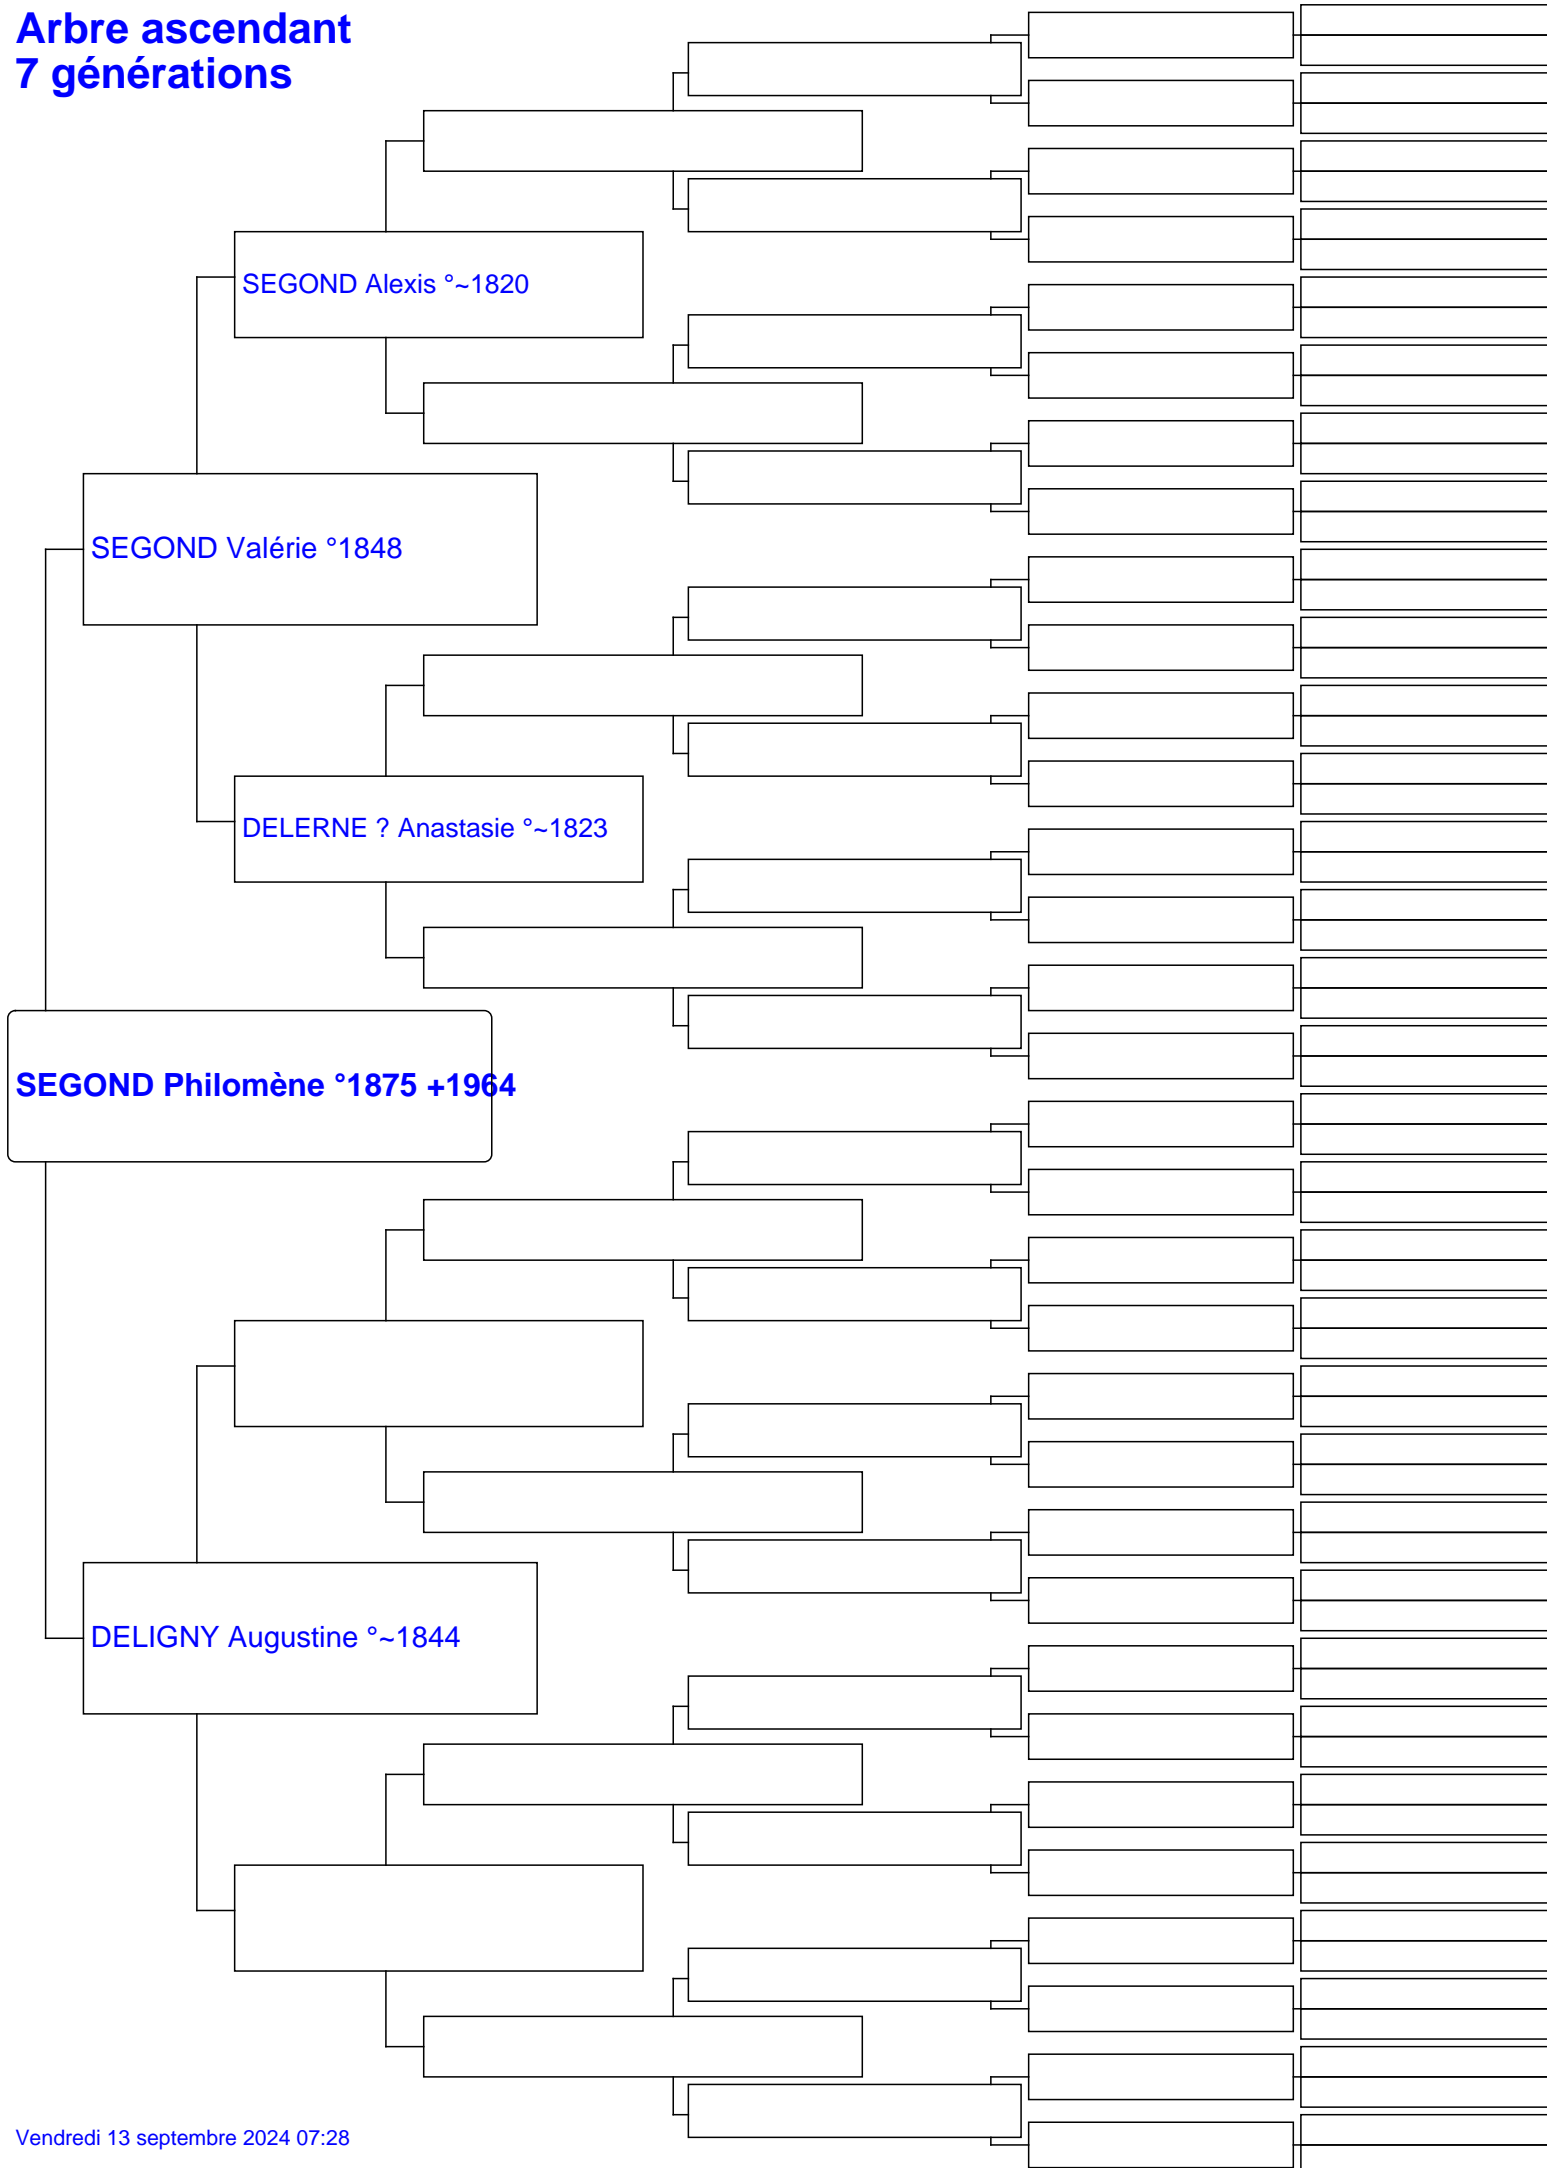 Arbre ascendant
7 générations
SEGOND Alexis °~1820
SEGOND Valérie °1848
DELERNE ? Anastasie °~1823
SEGOND Philomène °1875 +1964
DELIGNY Augustine °~1844
Vendredi 13 septembre 2024 07:28